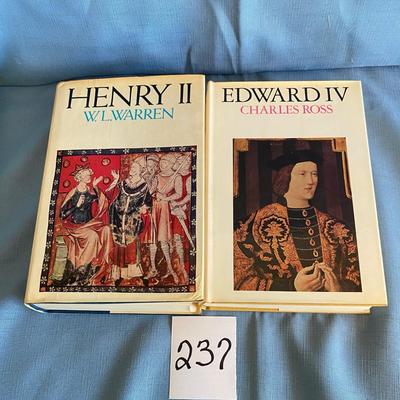 HENRY II
W.L.WARREN
EDWARD IV
CHARLES ROSS
237